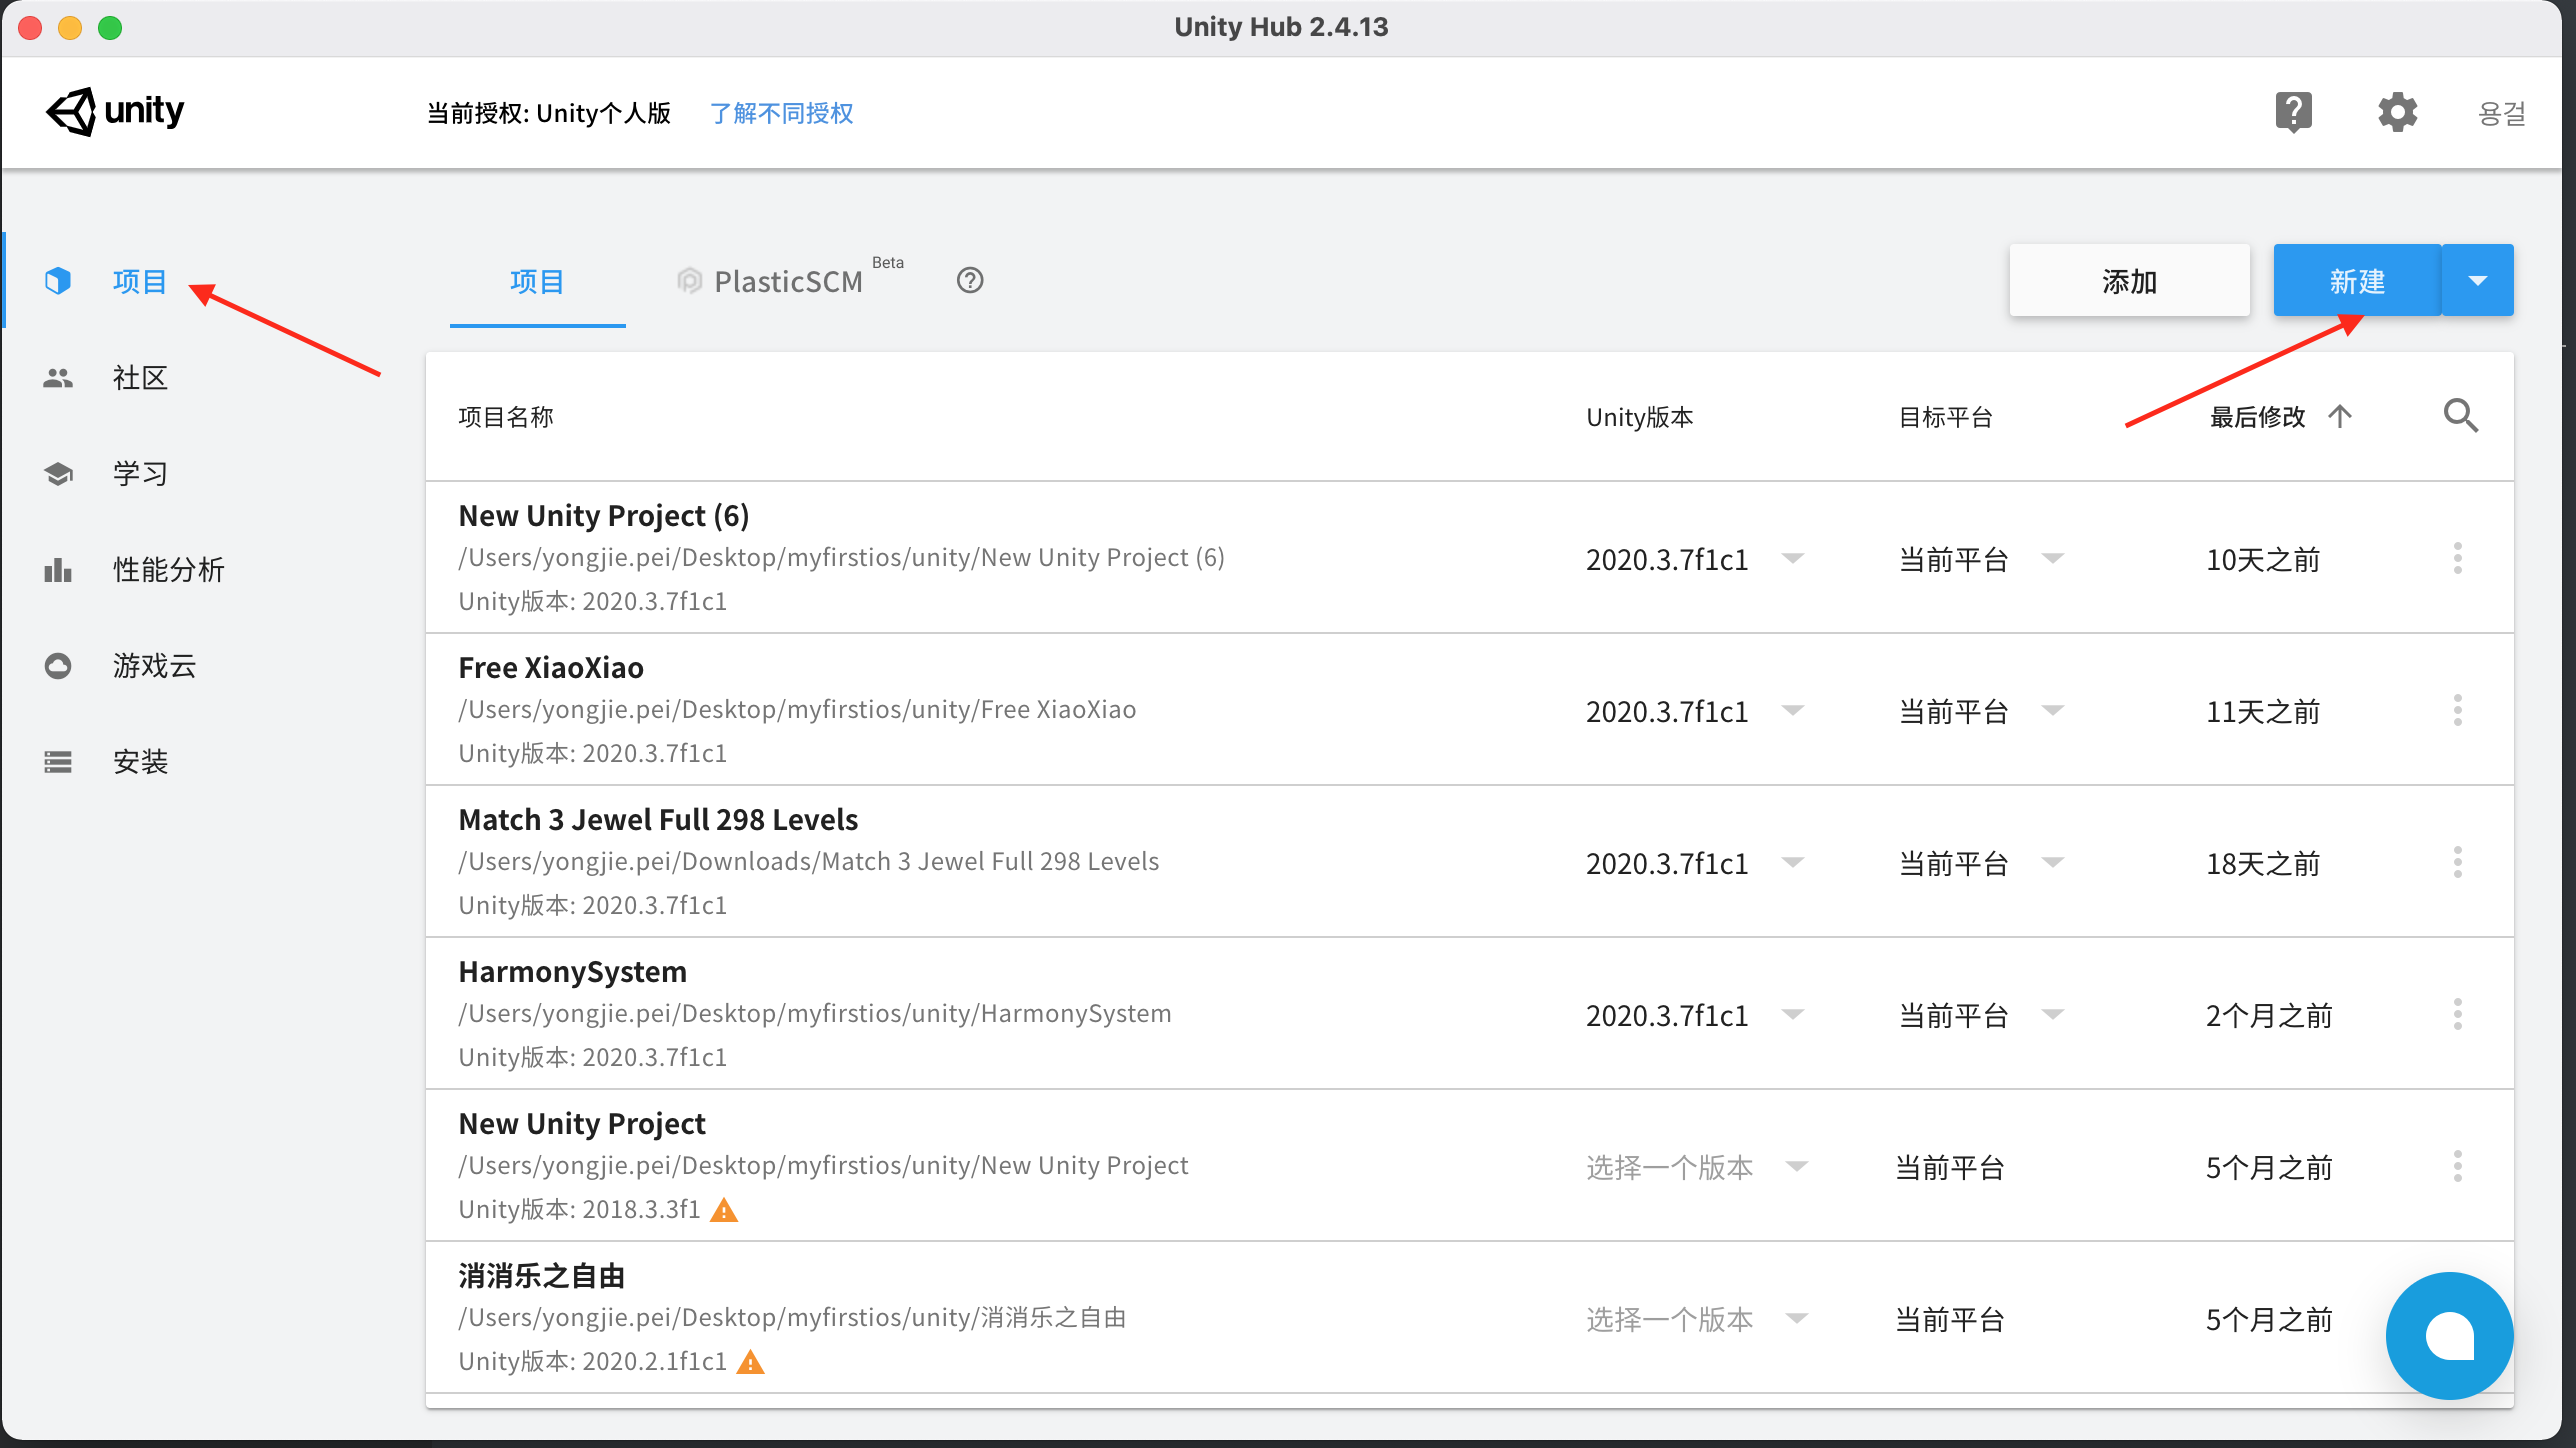 Unity Hub 2.4.13
unity
当前授权: Unity个人版 了解不同授权
용걸
项目
社区
学习
性能分析
游戏云
安装
项目 PlasticSCM Beta
添加 新建
项目名称 Unity版本 目标平台 最后修改
New Unity Project (6)
/Users/yongjie.pei/Desktop/myfirstios/unity/New Unity Project (6)
Unity版本: 2020.3.7f1c1
2020.3.7f1c1 当前平台 10天之前
Free XiaoXiao
/Users/yongjie.pei/Desktop/myfirstios/unity/Free XiaoXiao
Unity版本: 2020.3.7f1c1
2020.3.7f1c1 当前平台 11天之前
Match 3 Jewel Full 298 Levels
/Users/yongjie.pei/Downloads/Match 3 Jewel Full 298 Levels
Unity版本: 2020.3.7f1c1
2020.3.7f1c1 当前平台 18天之前
HarmonySystem
/Users/yongjie.pei/Desktop/myfirstios/unity/HarmonySystem
Unity版本: 2020.3.7f1c1
2020.3.7f1c1 当前平台 2个月之前
New Unity Project
/Users/yongjie.pei/Desktop/myfirstios/unity/New Unity Project
Unity版本: 2018.3.3f1
选择一个版本 当前平台 5个月之前
消消乐之自由
/Users/yongjie.pei/Desktop/myfirstios/unity/消消乐之自由
Unity版本: 2020.2.1f1c1
选择一个版本 当前平台 5个月之前